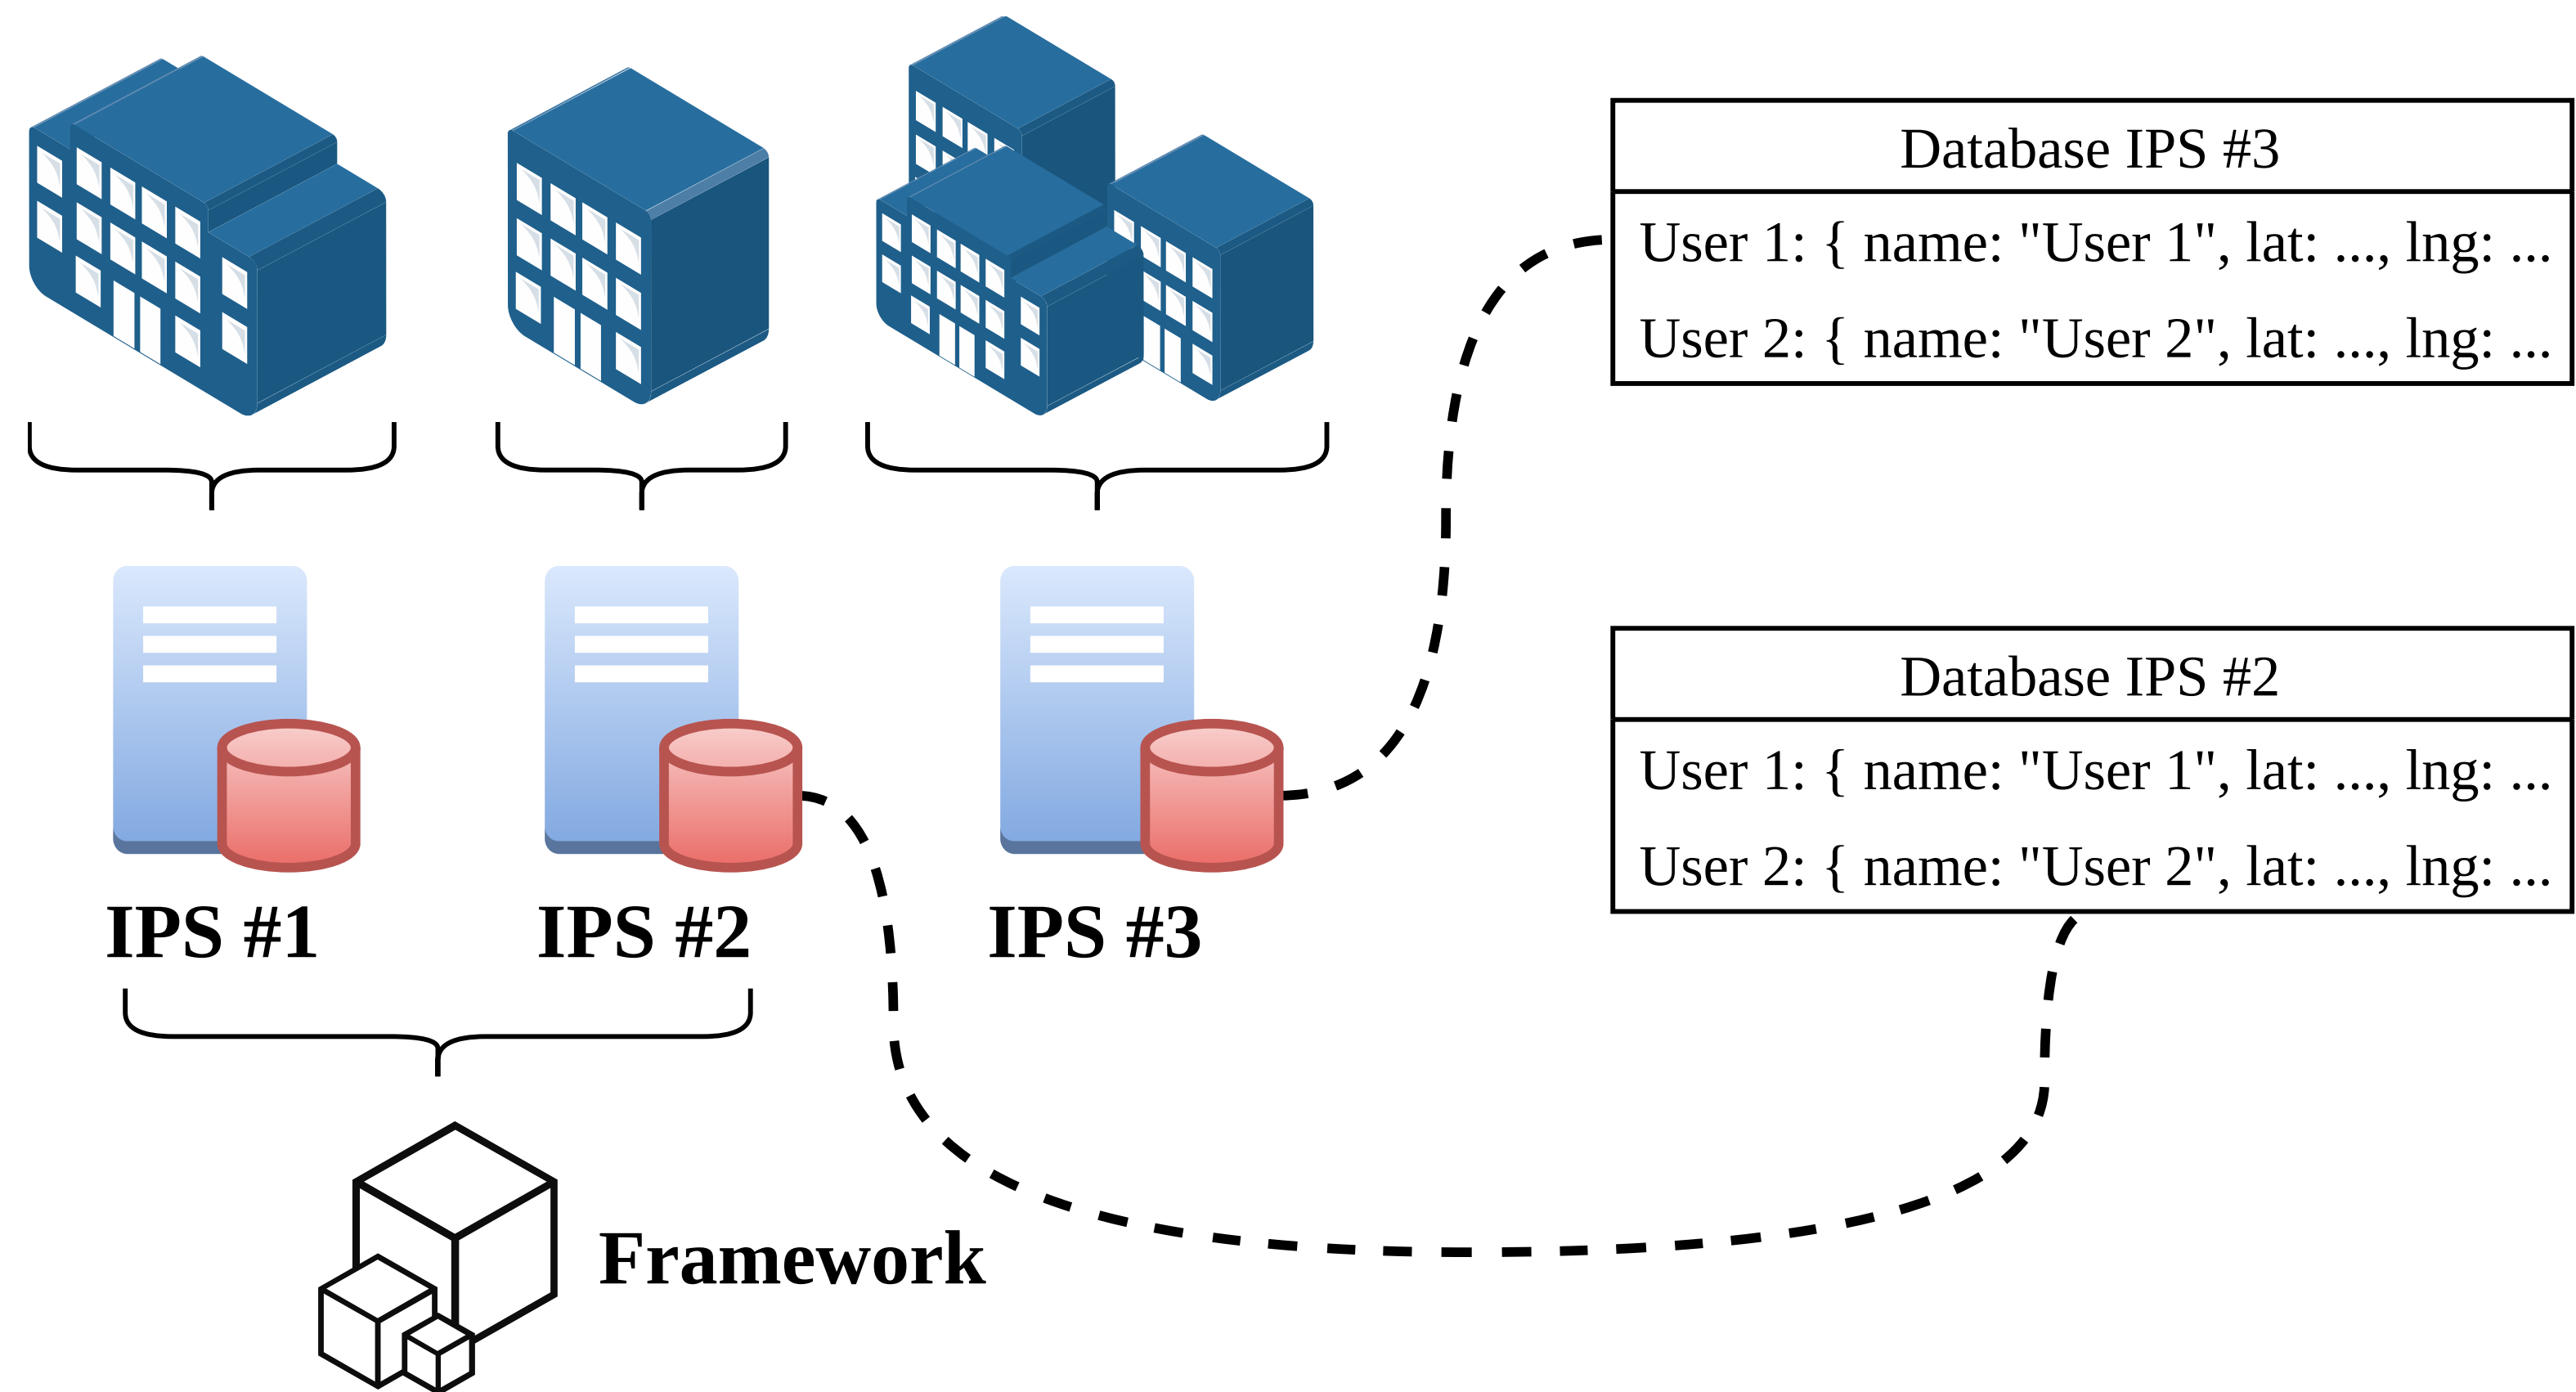 Database IPS #3
User 1: { name: "User 1", lat: ..., lng: ...
User 2: { name: "User 2", lat: ..., lng: ...
Database IPS #2
User 1: { name: "User 1", lat: ..., lng: ...
User 2: { name: "User 2", lat: ..., lng: ...
IPS #1
IPS #2
IPS #3
Framework